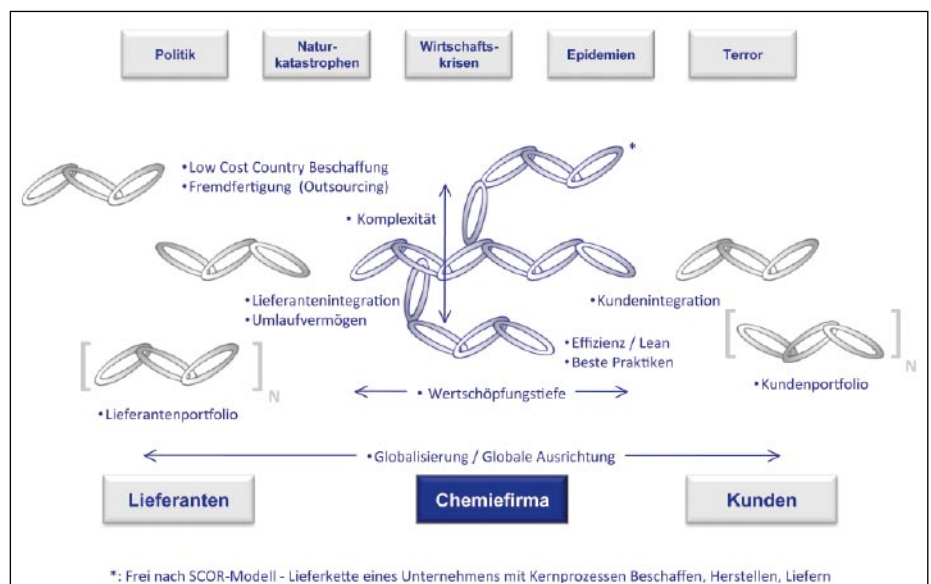 Politik
Natur-
katastrophen
Wirtschafts-
krisen
Epidemien
Terror
*
•Low Cost Country Beschaffung
•Fremdfertigung (Outsourcing)
• Komplexität
•Lieferantenintegration
•Umlaufvermögen
•Kundenintegration
•Effizienz / Lean
•Beste Praktiken
[ ] N
•Lieferantenportfolio
[ ] N
•Kundenportfolio
• Wertschöpfungstiefe
•Globalisierung / Globale Ausrichtung
Lieferanten
Chemiefirma
Kunden
*: Frei nach SCOR-Modell - Lieferkette eines Unternehmens mit Kernprozessen Beschaffen, Herstellen, Liefern